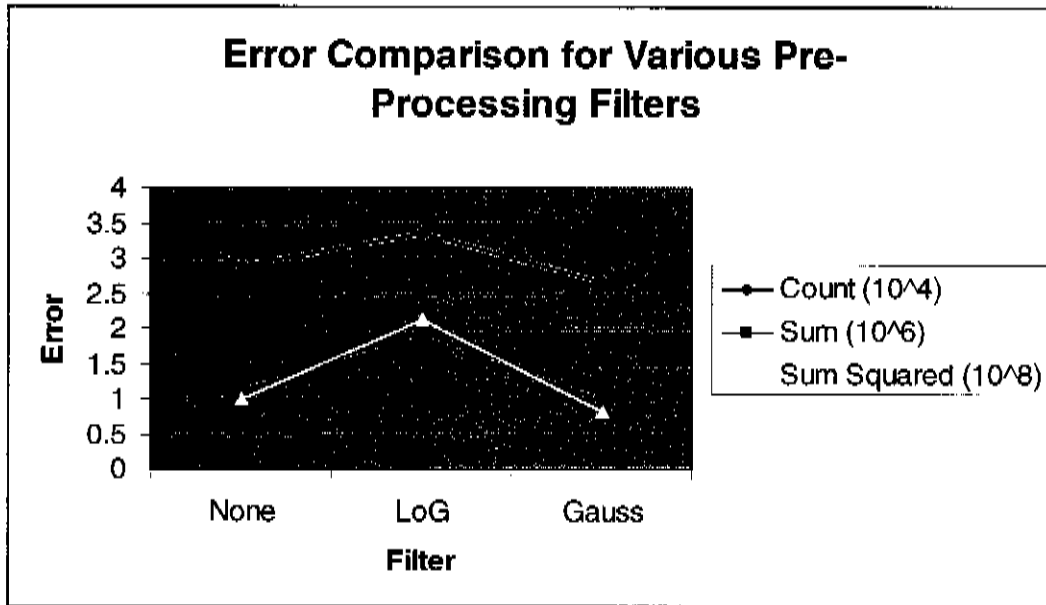 Error Comparison for Various Pre-
Processing Filters
4
3.5
3
2.5
2
1.5
1
0.5
0
Error
None
LoG
Gauss
Filter
Count (10^4)
Sum (10^6)
Sum Squared (10^8)